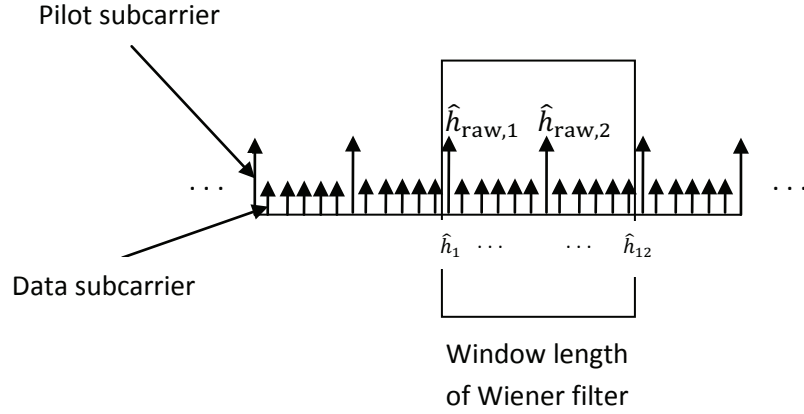 Pilot subcarrier
ĥraw,1 ĥraw,2
··· ···
ĥ1 ··· ··· ĥ12
Data subcarrier
Window length
of Wiener filter